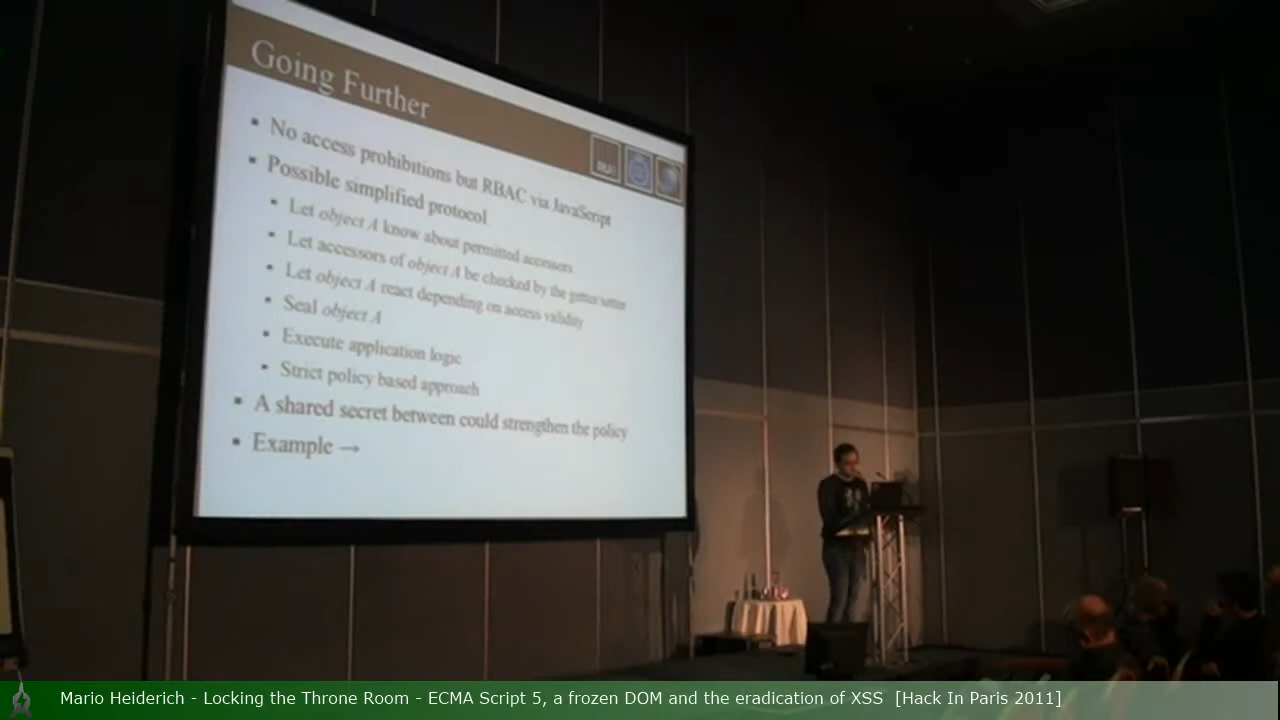 Going Further
No access prohibitions but RBAC via JavaScript
Possible simplified protocol
Let object A know about permitted accessors
Let accessors of object A be checked by the getter/setter
Let object A react depending on access validity
Seal object A
Execute application logic
Strict policy based approach
A shared secret between could strengthen the policy
Example →
Mario Heiderich - Locking the Throne Room - ECMA Script 5, a frozen DOM and the eradication of XSS [Hack In Paris 2011]